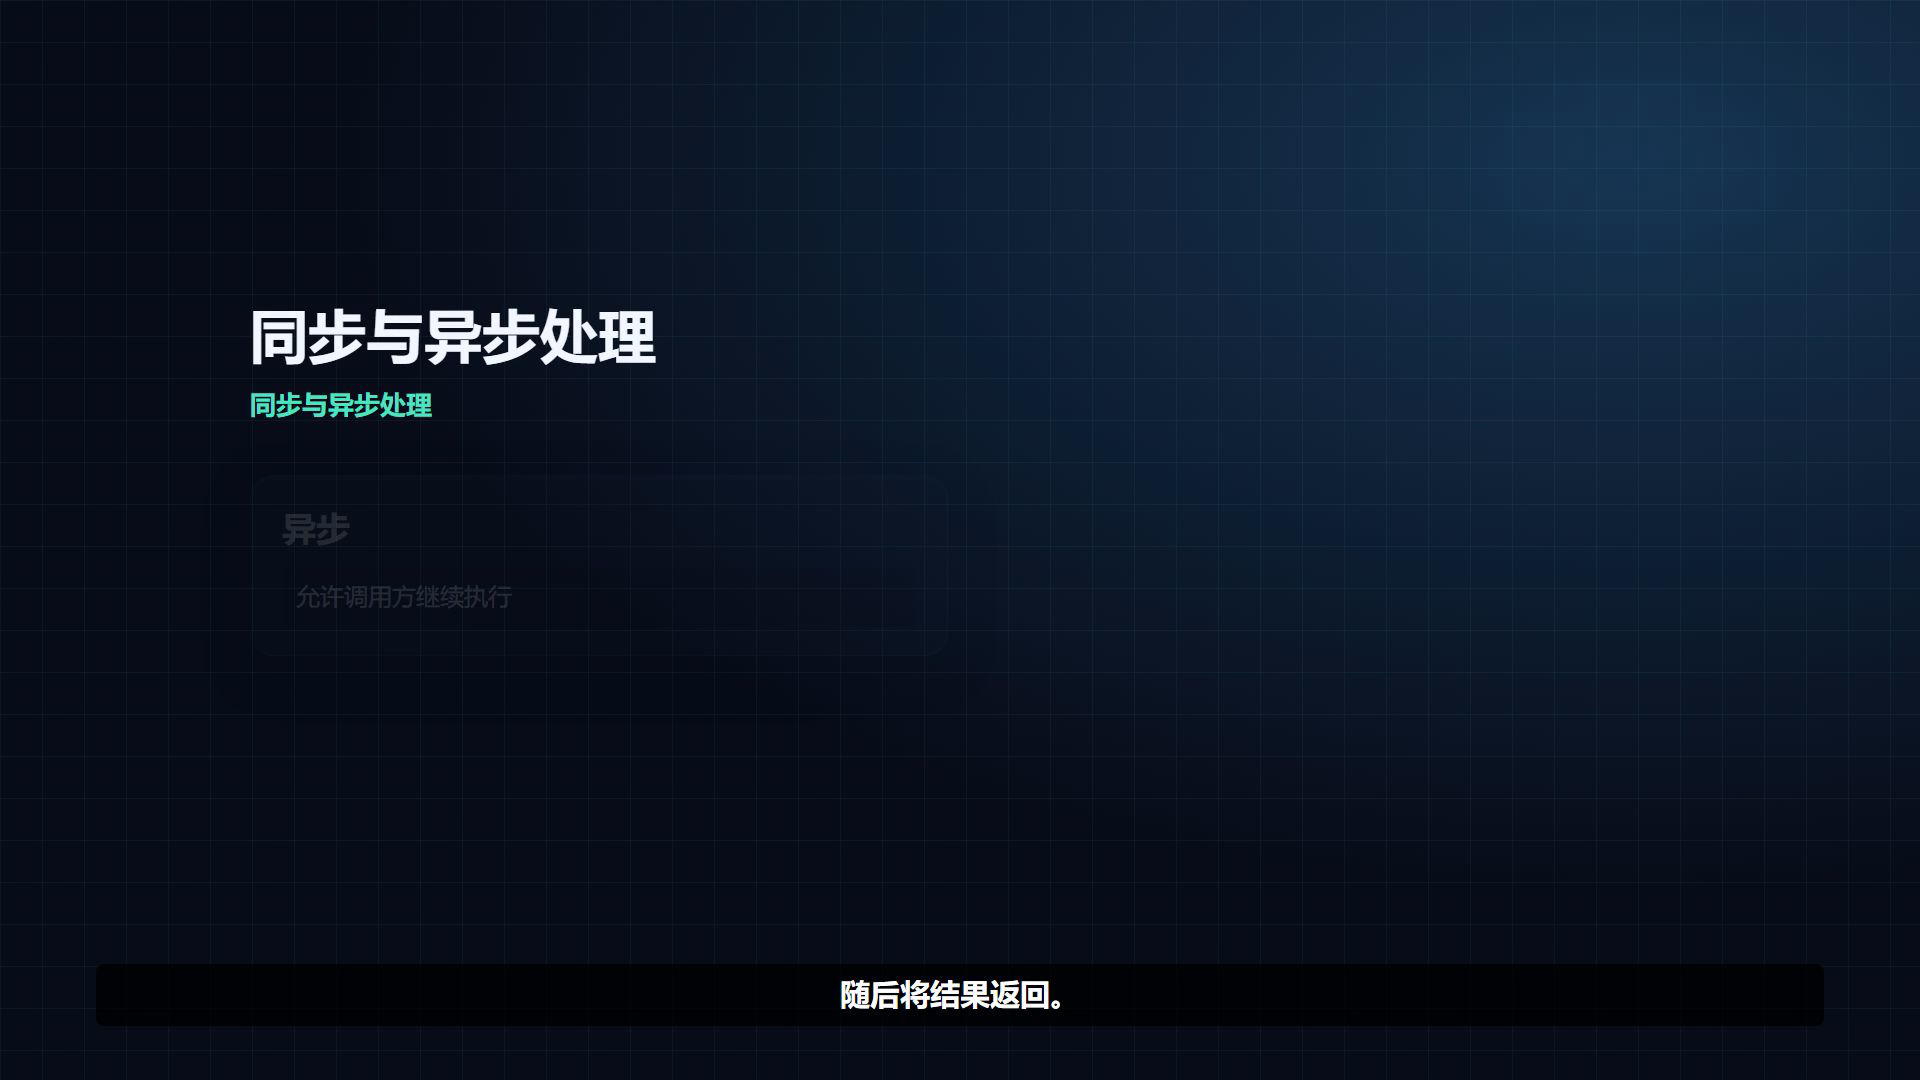 同步与异步处理
同步与异步处理
异步
允许调用方继续执行
随后将结果返回。